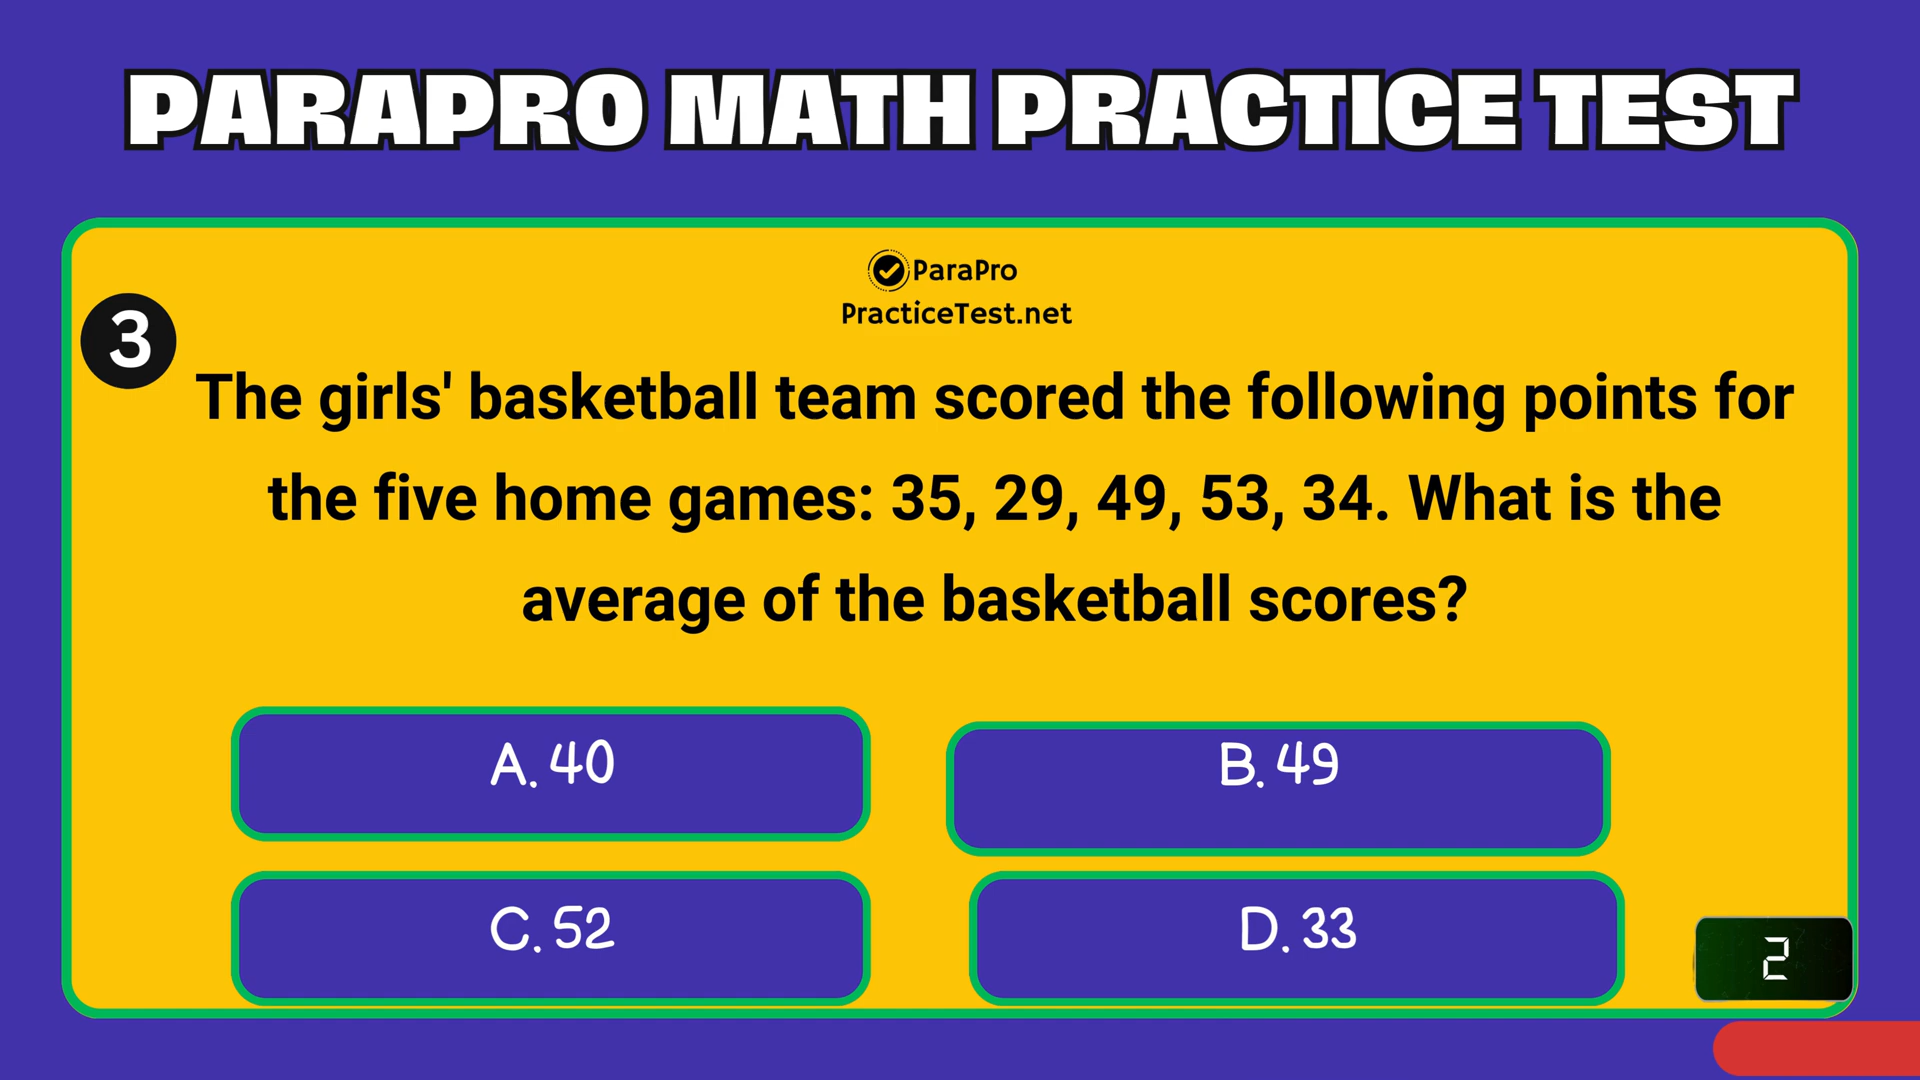 PARAPRO MATH PRACTICE TEST
ParaPro
PracticeTest.net
3
The girls' basketball team scored the following points for
the five home games: 35, 29, 49, 53, 34. What is the
average of the basketball scores?
A. 40
B. 49
C. 52
D. 33
2